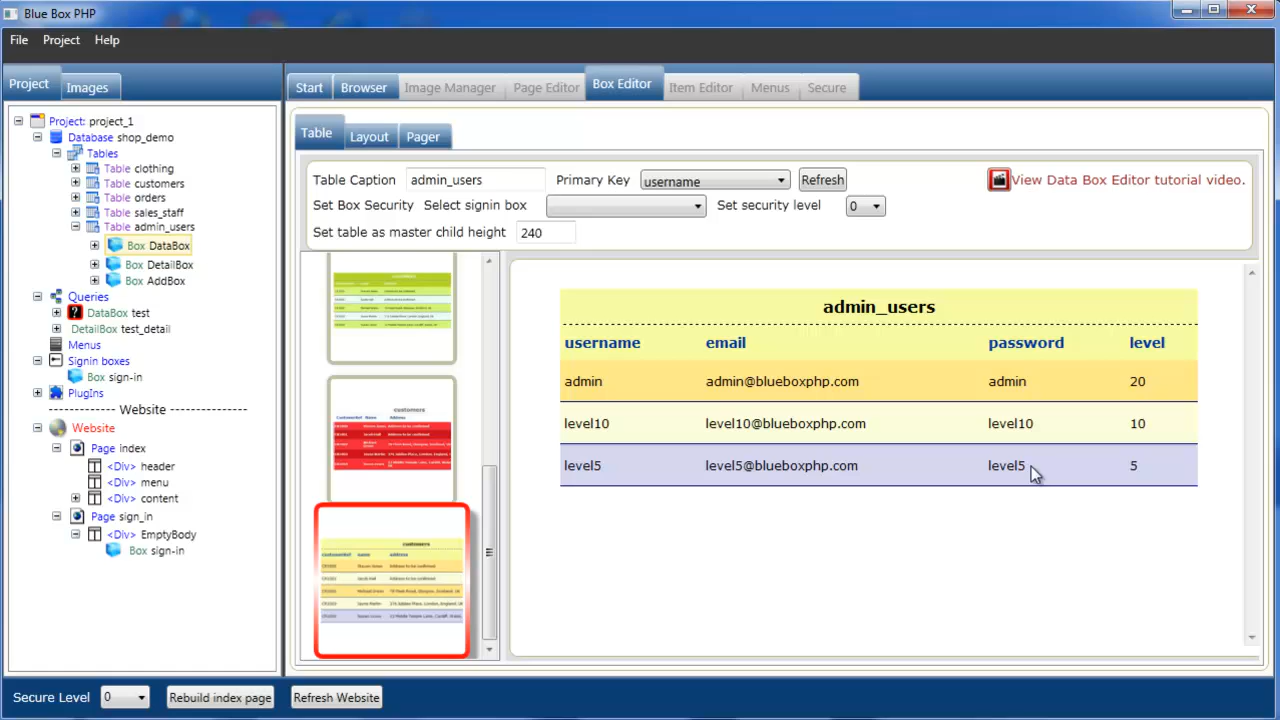 Blue Box PHP
File Project Help
Project Images
Start Browser Image Manager Page Editor Box Editor Item Editor Menus Secure
Project: project_1
Database shop_demo
Tables
Table clothing
Table customers
Table orders
Table sales_staff
Table admin_users
Box DataBox
Box DetailBox
Box AddBox
Queries
DataBox test
DetailBox test_detail
Menus
Signin boxes
Box sign-in
PlugIns
Website
Website
Page index
<Div> header
<Div> menu
<Div> content
Page sign_in
<Div> EmptyBody
Box sign-in
Table Layout Pager
Table Caption admin_users Primary Key username Refresh
View Data Box Editor tutorial video.
Set Box Security Select signin box Set security level 0
Set table as master child height 240
customers
customers
CustomerRef Name Address
customers
customerRef name address
admin_users
username email password level
admin admin@blueboxphp.com admin 20
level10 level10@blueboxphp.com level10 10
level5 level5@blueboxphp.com level5 5
Secure Level 0 Rebuild index page Refresh Website